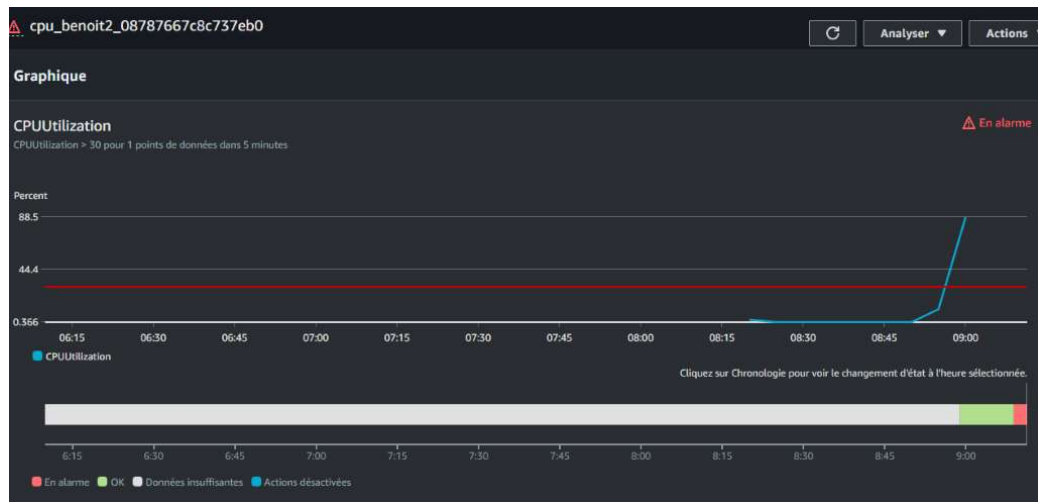 cpu_benoit2_08787667c8c737eb0
Analyser
Actions
Graphique
CPUUtilization
En alarme
CPUUtilization > 30 pour 1 points de données dans 5 minutes
Percent
88.5
44.4
0.366
06:15 06:30 06:45 07:00 07:15 07:30 07:45 08:00 08:15 08:30 08:45 09:00
CPUUtilization
Cliquez sur Chronologie pour voir le changement d'état à l'heure sélectionnée.
6:15 6:30 6:45 7:00 7:15 7:30 7:45 8:00 8:15 8:30 8:45 9:00
En alarme OK Données insuffisantes Actions désactivées